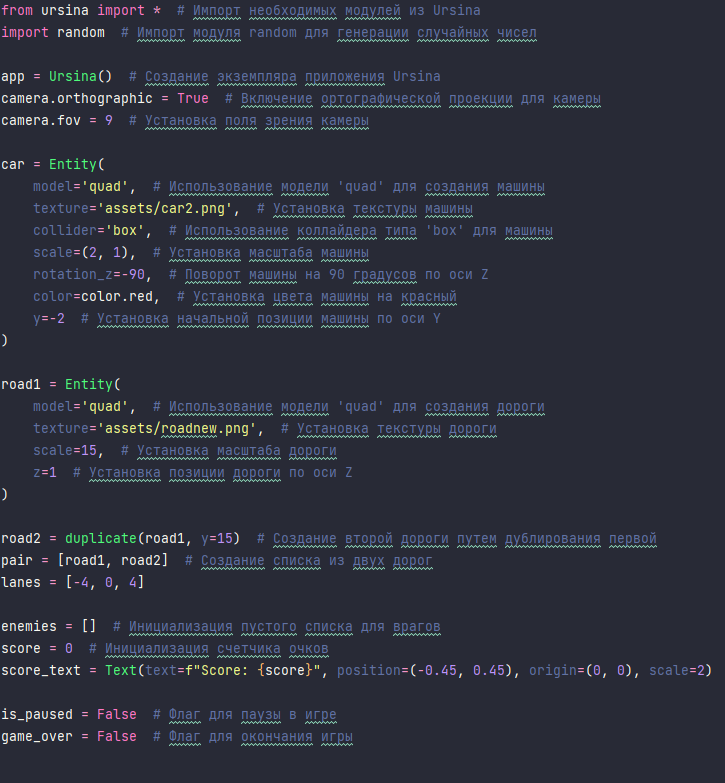 from ursina import *  # Импорт необходимых модулей из Ursina
import random  # Импорт модуля random для генерации случайных чисел
app = Ursina()  # Создание экземпляра приложения Ursina
camera.orthographic = True  # Включение ортографической проекции для камеры
camera.fov = 9  # Установка поля зрения камеры
car = Entity(
    model='quad',  # Использование модели 'quad' для создания машины
    texture='assets/car2.png',  # Установка текстуры машины
    collider='box',  # Использование коллайдера типа 'box' для машины
    scale=(2, 1),  # Установка масштаба машины
    rotation_z=-90,  # Поворот машины на 90 градусов по оси Z
    color=color.red,  # Установка цвета машины на красный
    y=-2  # Установка начальной позиции машины по оси Y
)
road1 = Entity(
    model='quad',  # Использование модели 'quad' для создания дороги
    texture='assets/roadnew.png',  # Установка текстуры дороги
    scale=15,  # Установка масштаба дороги
    z=1  # Установка позиции дороги по оси Z
)
road2 = duplicate(road1, y=15)  # Создание второй дороги путем дублирования первой
pair = [road1, road2]  # Создание списка из двух дорог
lanes = [-4, 0, 4]
enemies = []  # Инициализация пустого списка для врагов
score = 0  # Инициализация счетчика очков
score_text = Text(text=f"Score: {score}", position=(-0.45, 0.45), origin=(0, 0), scale=2)
is_paused = False  # Флаг для паузы в игре
game_over = False  # Флаг для окончания игры